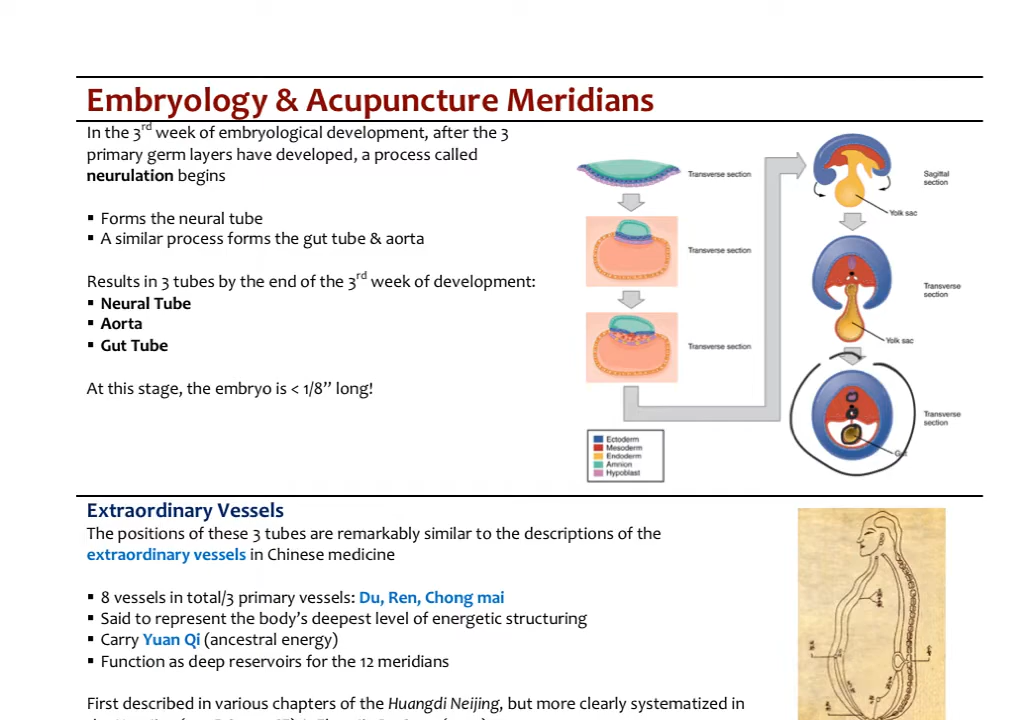 Embryology & Acupuncture Meridians
In the 3rd week of embryological development, after the 3
primary germ layers have developed, a process called
neurulation begins
▪ Forms the neural tube
▪ A similar process forms the gut tube & aorta
Results in 3 tubes by the end of the 3rd week of development:
▪ Neural Tube
▪ Aorta
▪ Gut Tube
At this stage, the embryo is < 1/8” long!
Transverse section
Transverse section
Transverse section
Sagittal
section
Yolk sac
Transverse
section
Yolk sac
Transverse
section
Gut
Ectoderm
Mesoderm
Endoderm
Amnion
Hypoblast
Extraordinary Vessels
The positions of these 3 tubes are remarkably similar to the descriptions of the
extraordinary vessels in Chinese medicine
▪ 8 vessels in total/3 primary vessels: Du, Ren, Chong mai
▪ Said to represent the body’s deepest level of energetic structuring
▪ Carry Yuan Qi (ancestral energy)
▪ Function as deep reservoirs for the 12 meridians
First described in various chapters of the Huangdi Neijing, but more clearly systematized in